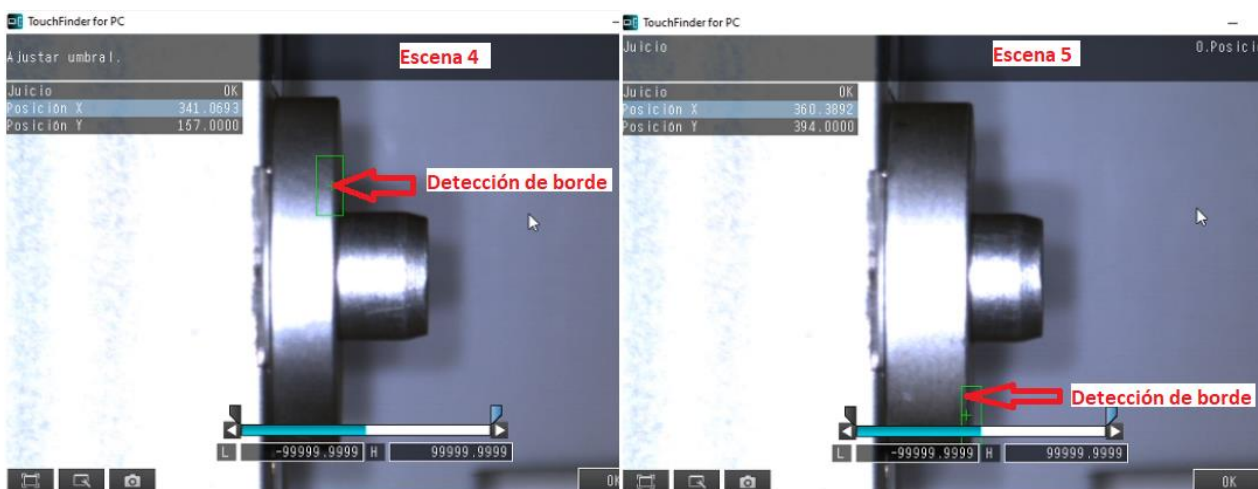 TouchFinder for PC
Ajustar umbral.
Escena 4
Juicio OK
Posición X 341.0693
Posición Y 157.0000
Detección de borde
L -99999.9999 H 99999.9999
OK
TouchFinder for PC
Juicio 0.Posici
Escena 5
Juicio OK
Posición X 360.3892
Posición Y 394.0000
Detección de borde
L -99999.9999 H 99999.9999
OK